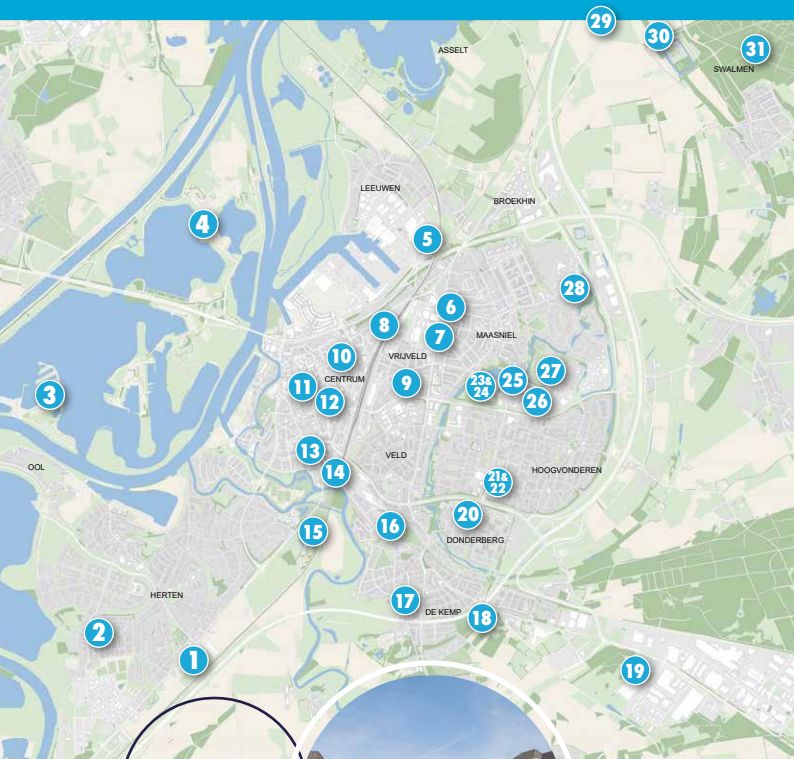 29
30
31
ASSELT
SWALMEN
LEEUWEN
BROEKHIN
4
5
28
6
8
7
MAASNIEL
10
VRIJVELD
27
11
CENTRUM
9
23&
24
25
3
12
26
13
VELD
OOL
14
HOOGVONDEREN
21&
22
20
15
16
DONDERBERG
HERTEN
17
DE KEMP
18
2
1
19